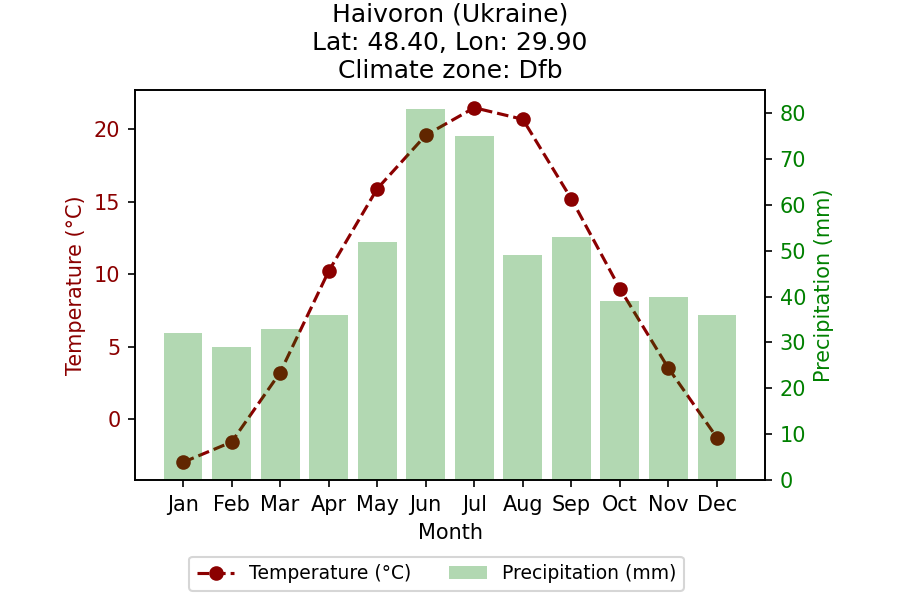 Haivoron (Ukraine)
Lat: 48.40, Lon: 29.90
Climate zone: Dfb
Temperature (°C)
20
15
10
5
0
80
70
60
50
40
30
20
10
0
Precipitation (mm)
Jan Feb Mar Apr May Jun Jul Aug Sep Oct Nov Dec
Month
Temperature (°C) Precipitation (mm)